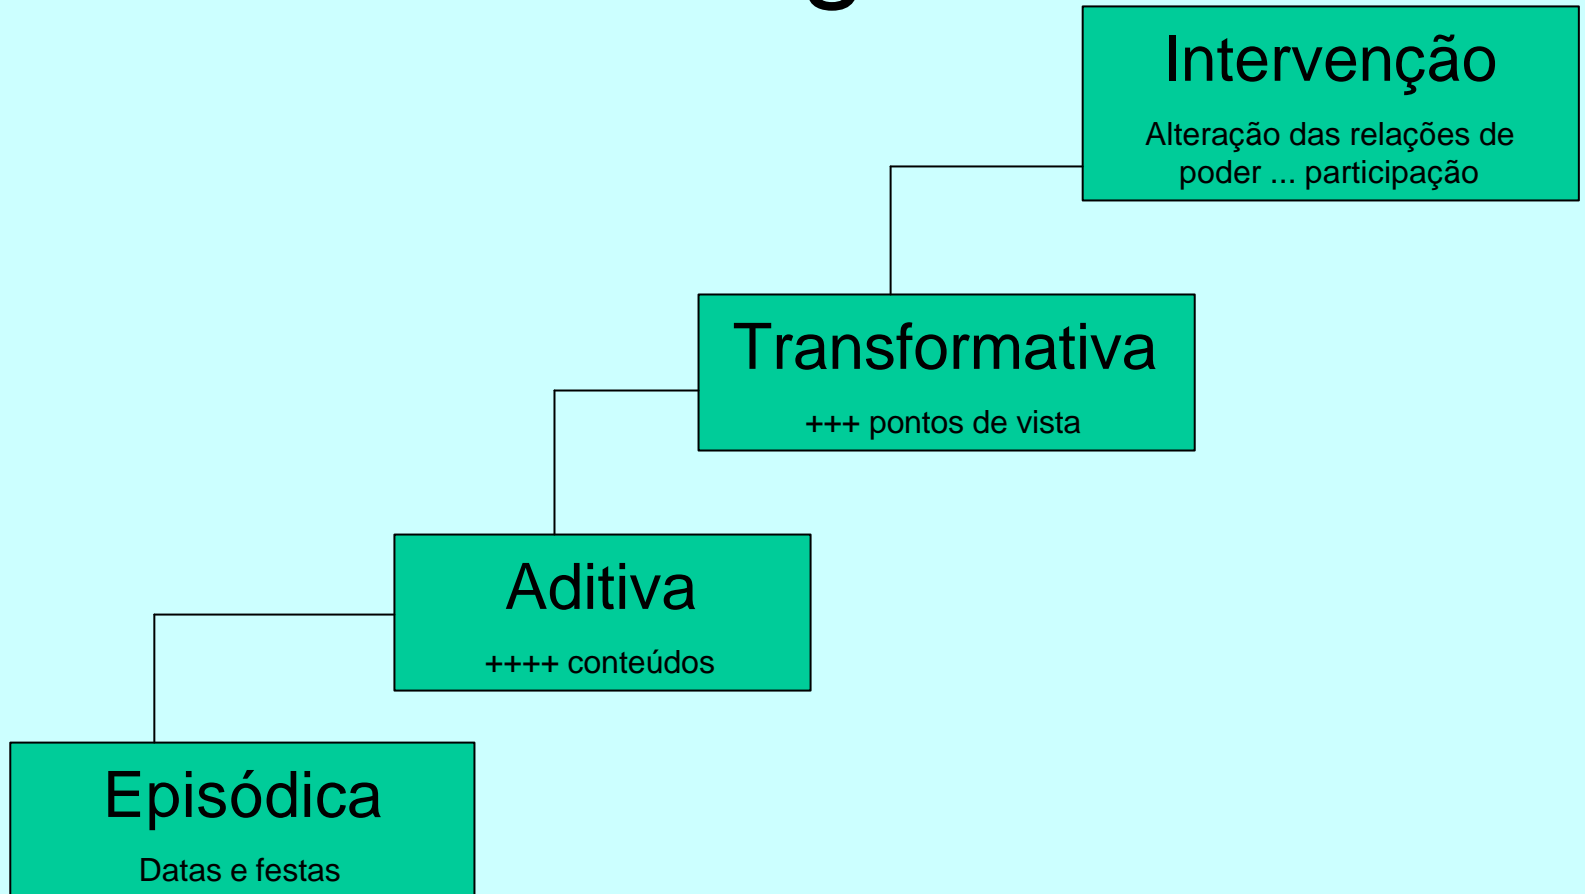 Intervenção
Alteração das relações de
poder ... participação
Transformativa
+++ pontos de vista
Aditiva
++++ conteúdos
Episódica
Datas e festas